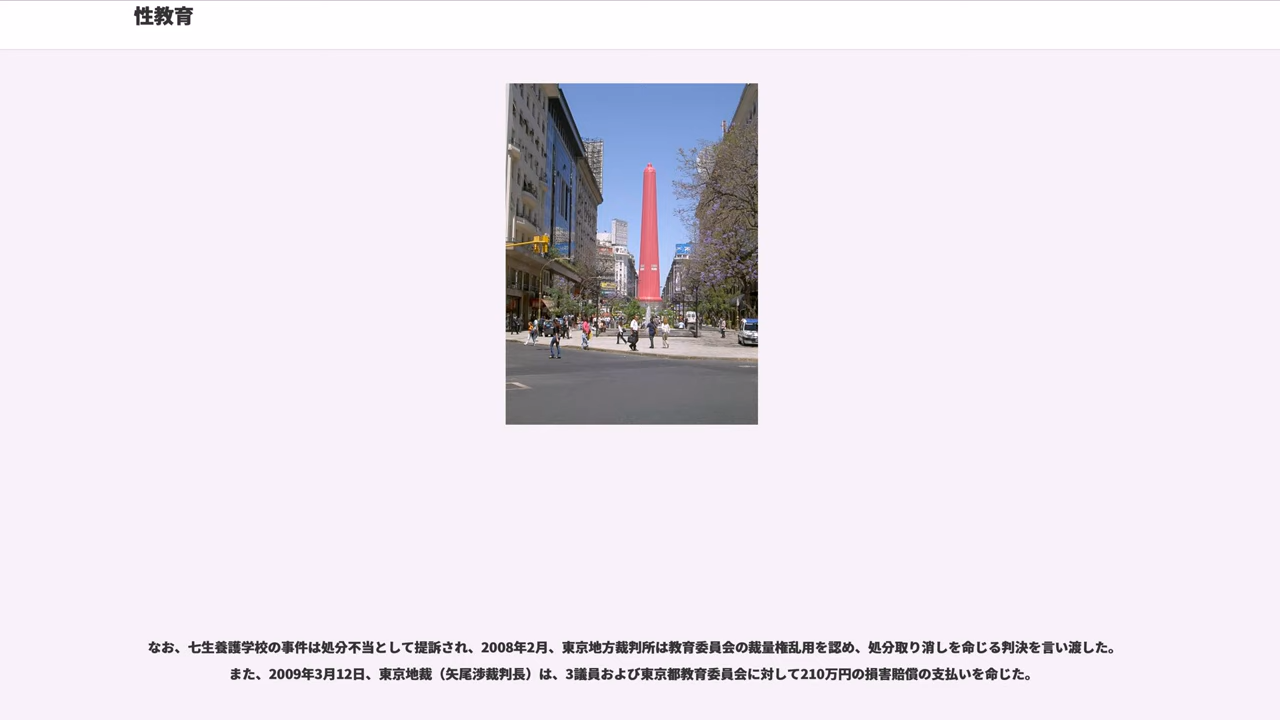 性教育
なお、七生養護学校の事件は処分不当として提訴され、2008年2月、東京地方裁判所は教育委員会の裁量権乱用を認め、処分取り消しを命じる判決を言い渡した。
また、2009年3月12日、東京地裁（矢尾渉裁判長）は、3議員および東京都教育委員会に対して210万円の損害賠償の支払いを命じた。